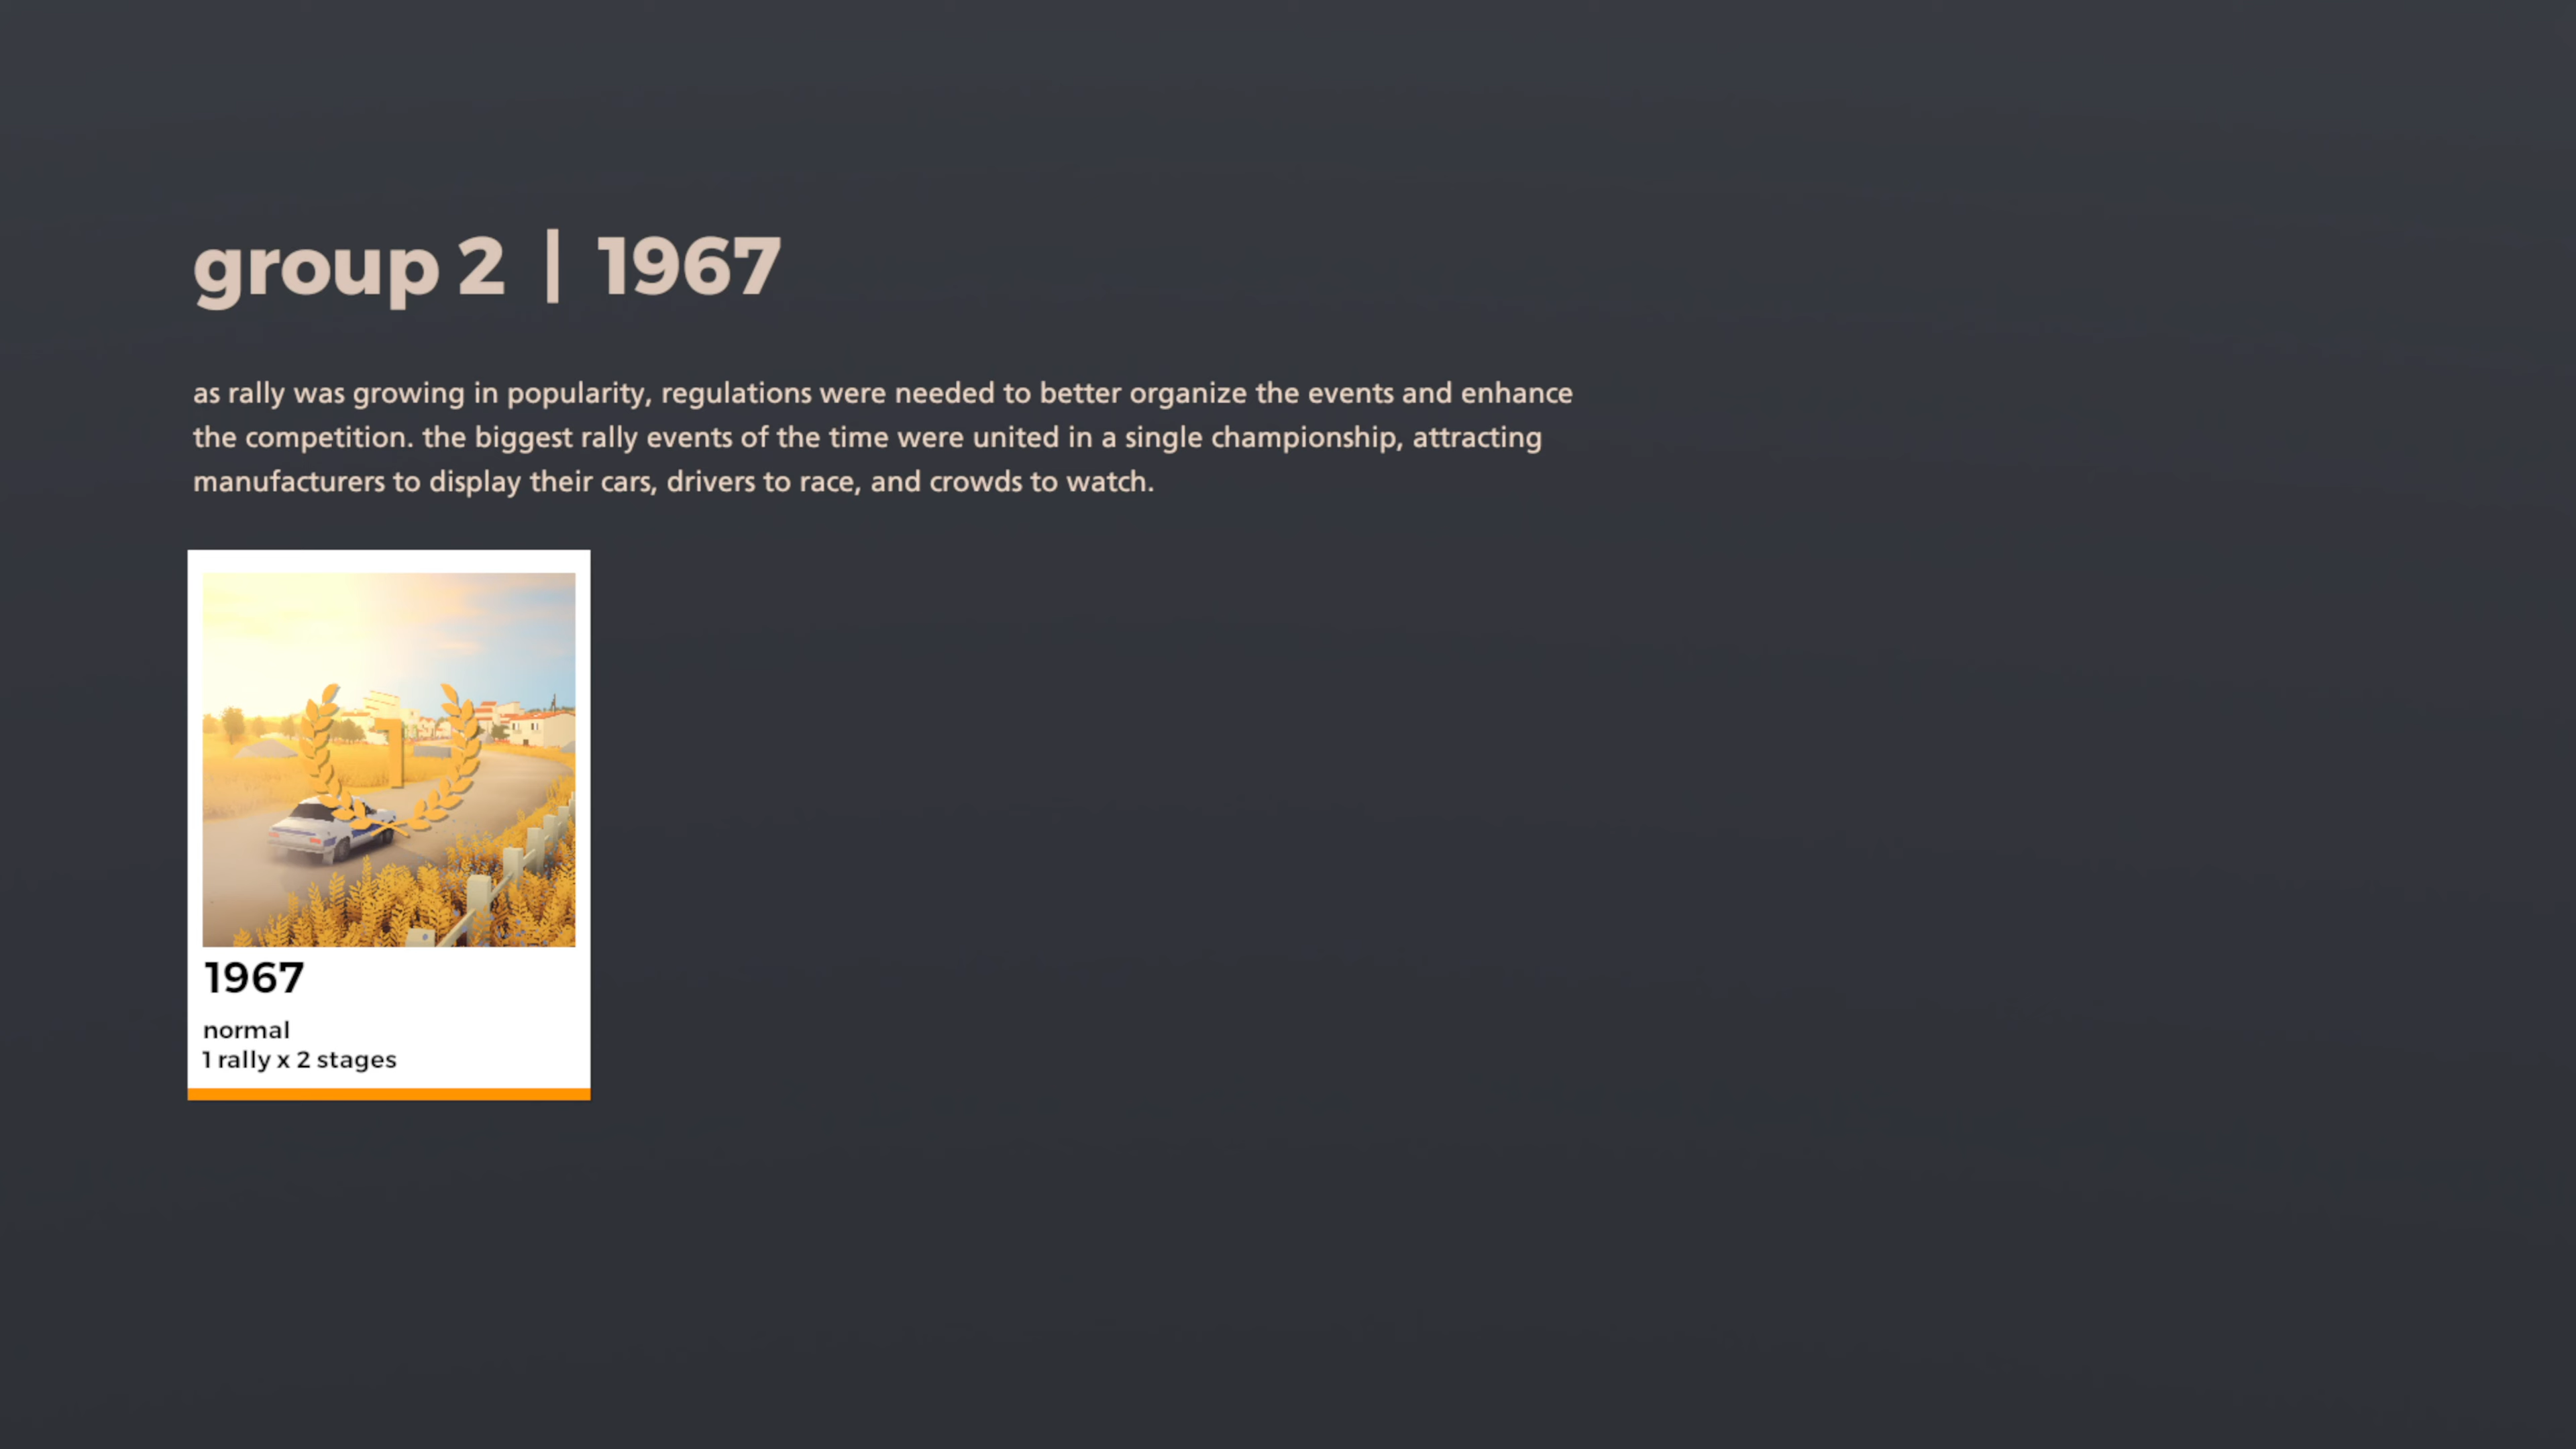 group 2 | 1967
as rally was growing in popularity, regulations were needed to better organize the events and enhance
the competition. the biggest rally events of the time were united in a single championship, attracting
manufacturers to display their cars, drivers to race, and crowds to watch.
1
1967
normal
1 rally x 2 stages